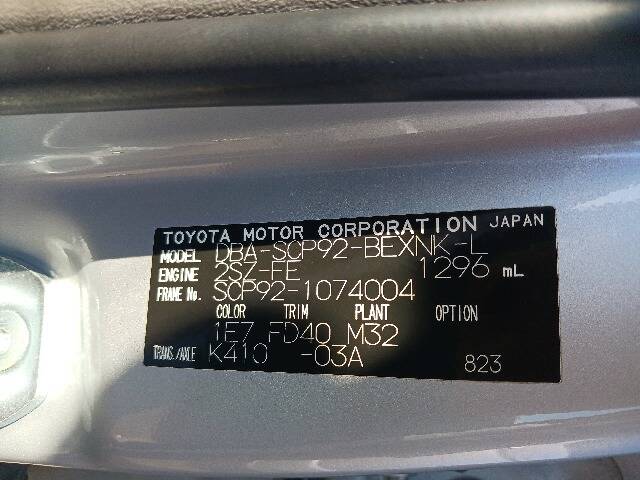 TOYOTA MOTOR CORPORATION JAPAN
MODEL DBA-SCP92-BEXNK-L
ENGINE 2SZ-FE 1296 mL
FRAME No. SCP92-1074004
COLOR TRIM PLANT OPTION
1E7 FD40 M32
TRANS./AXLE K410 -03A 823